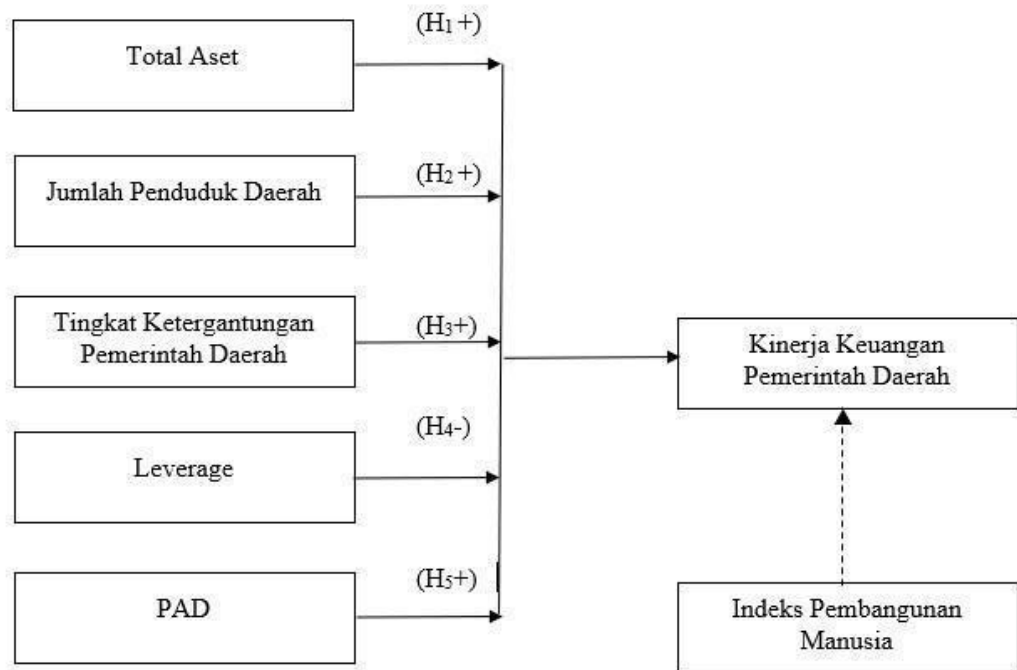 (H₁+)
Total Aset
(H₂+)
Jumlah Penduduk Daerah
Tingkat Ketergantungan
Pemerintah Daerah
(H₃+)
Kinerja Keuangan
Pemerintah Daerah
(H₄-)
Leverage
(H₅+)
PAD
Indeks Pembangunan
Manusia